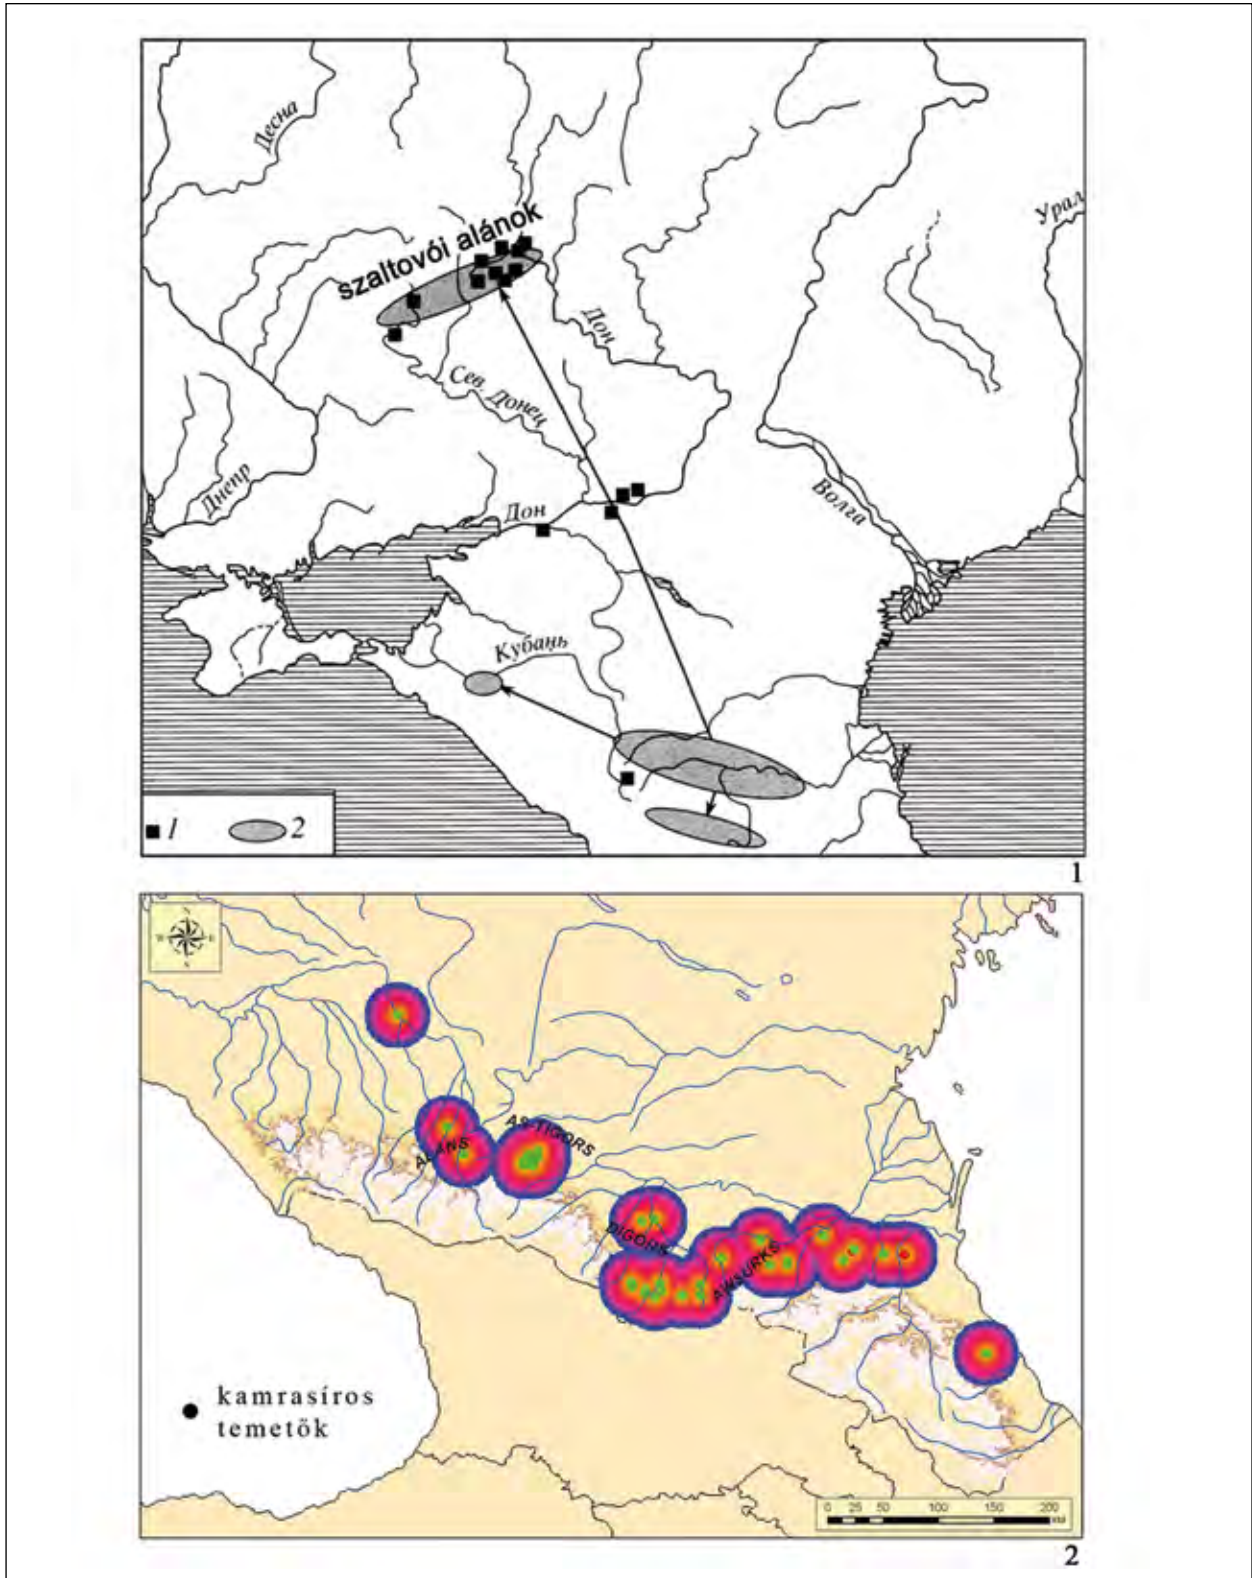 Десна
Урал
szaltovói alánok
Дон
Сев. Донец
Днепр
Дон
Волга
Кубань
1 2
1
N
W E
S
ALANS
AS-TIGORS
DIGORS
AWSURKS
kamrasíros
temetők
0 25 50 100 150 200
KM
2